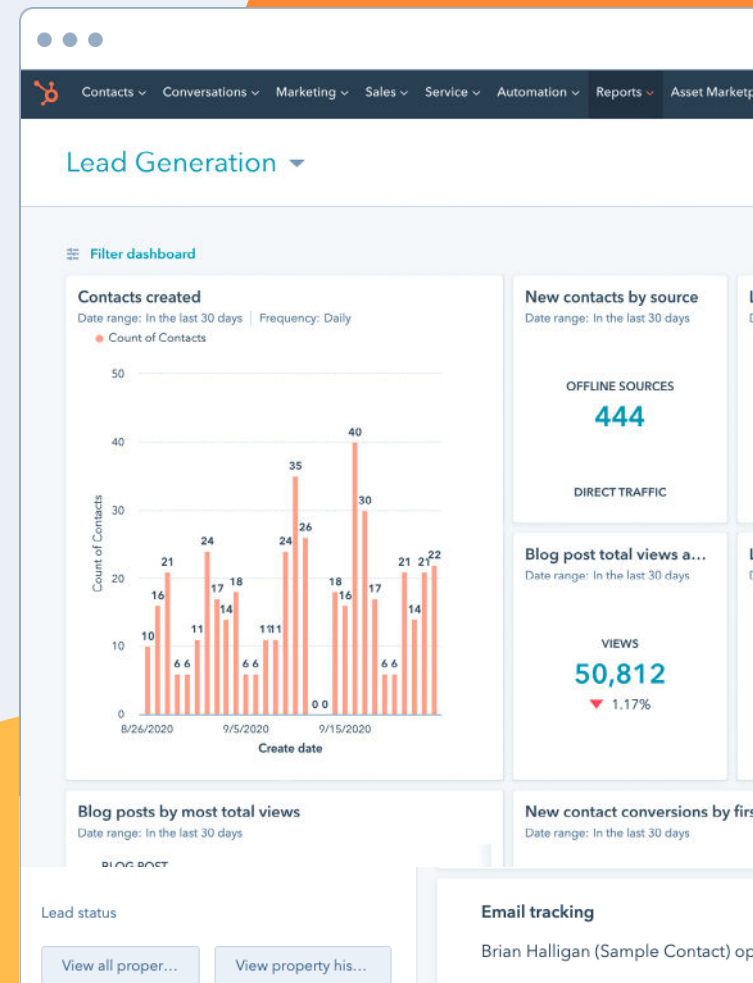 Contacts Conversations Marketing Sales Service Automation Reports Asset
Lead Generation
Filter dashboard
Contacts created
Date range: In the last 30 days | Frequency: Daily
Count of Contacts
50
40
30
20
10
0
Count of Contacts
10
16
21
6
6
11
24
17
14
18
6
6
11
11
24
35
26
0
0
18
16
40
30
17
6
6
21
14
21
22
8/26/2020
9/5/2020
9/15/2020
Create date
New contacts by source
Date range: In the last 30 days
OFFLINE SOURCES
444
DIRECT TRAFFIC
Blog post total views a...
Date range: In the last 30 days
VIEWS
50,812
1.17%
Blog posts by most total views
Date range: In the last 30 days
BLOG POST
New contact conversions by
Date range: In the last 30 days
Lead status
View all proper...
View property his...
Email tracking
Brian Halligan (Sample Contact)